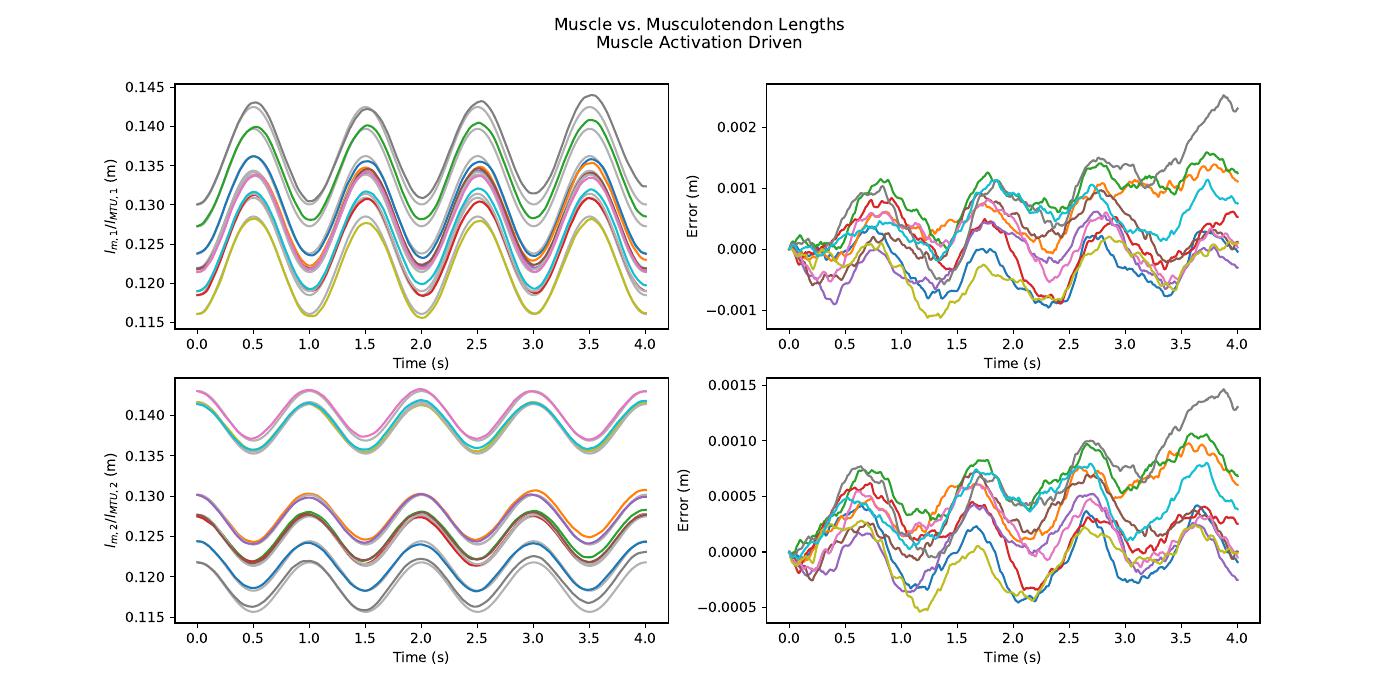 Muscle vs. Musculotendon Lengths
Muscle Activation Driven
0.145
0.140
0.135
0.130
0.125
0.120
0.115
l_{m,1}/l_{MTU,1} (m)
0.0 0.5 1.0 1.5 2.0 2.5 3.0 3.5 4.0
Time (s)
0.002
0.001
0.000
−0.001
Error (m)
0.0 0.5 1.0 1.5 2.0 2.5 3.0 3.5 4.0
Time (s)
0.140
0.135
0.130
0.125
0.120
0.115
l_{m,2}/l_{MTU,2} (m)
0.0 0.5 1.0 1.5 2.0 2.5 3.0 3.5 4.0
Time (s)
0.0015
0.0010
0.0005
0.0000
−0.0005
Error (m)
0.0 0.5 1.0 1.5 2.0 2.5 3.0 3.5 4.0
Time (s)